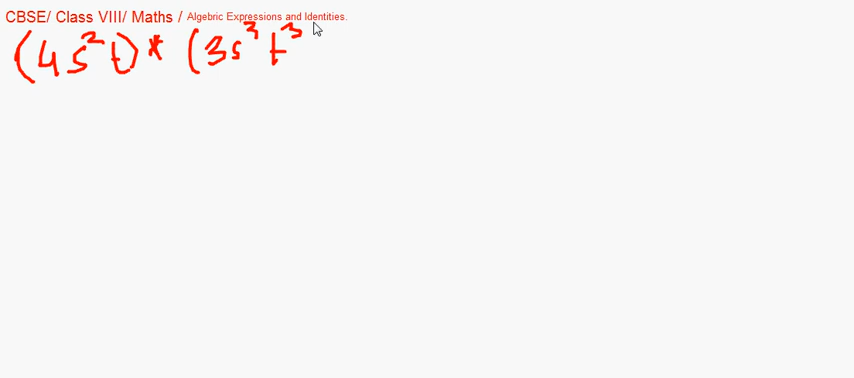 CBSE/ Class VIII/ Maths / Algebric Expressions and Identities.
(4s²t) * (3s³t³